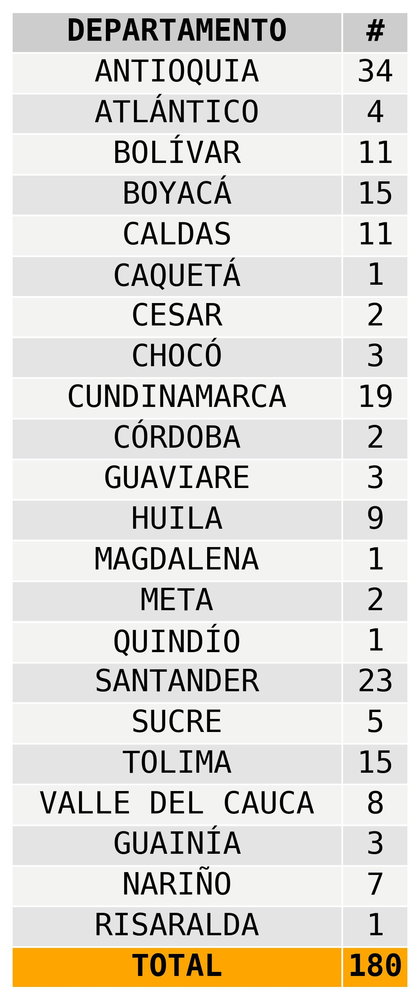 DEPARTAMENTO #
ANTIOQUIA 34
ATLÁNTICO 4
BOLÍVAR 11
BOYACÁ 15
CALDAS 11
CAQUETÁ 1
CESAR 2
CHOCÓ 3
CUNDINAMARCA 19
CÓRDOBA 2
GUAVIARE 3
HUILA 9
MAGDALENA 1
META 2
QUINDÍO 1
SANTANDER 23
SUCRE 5
TOLIMA 15
VALLE DEL CAUCA 8
GUAINÍA 3
NARIÑO 7
RISARALDA 1
TOTAL 180